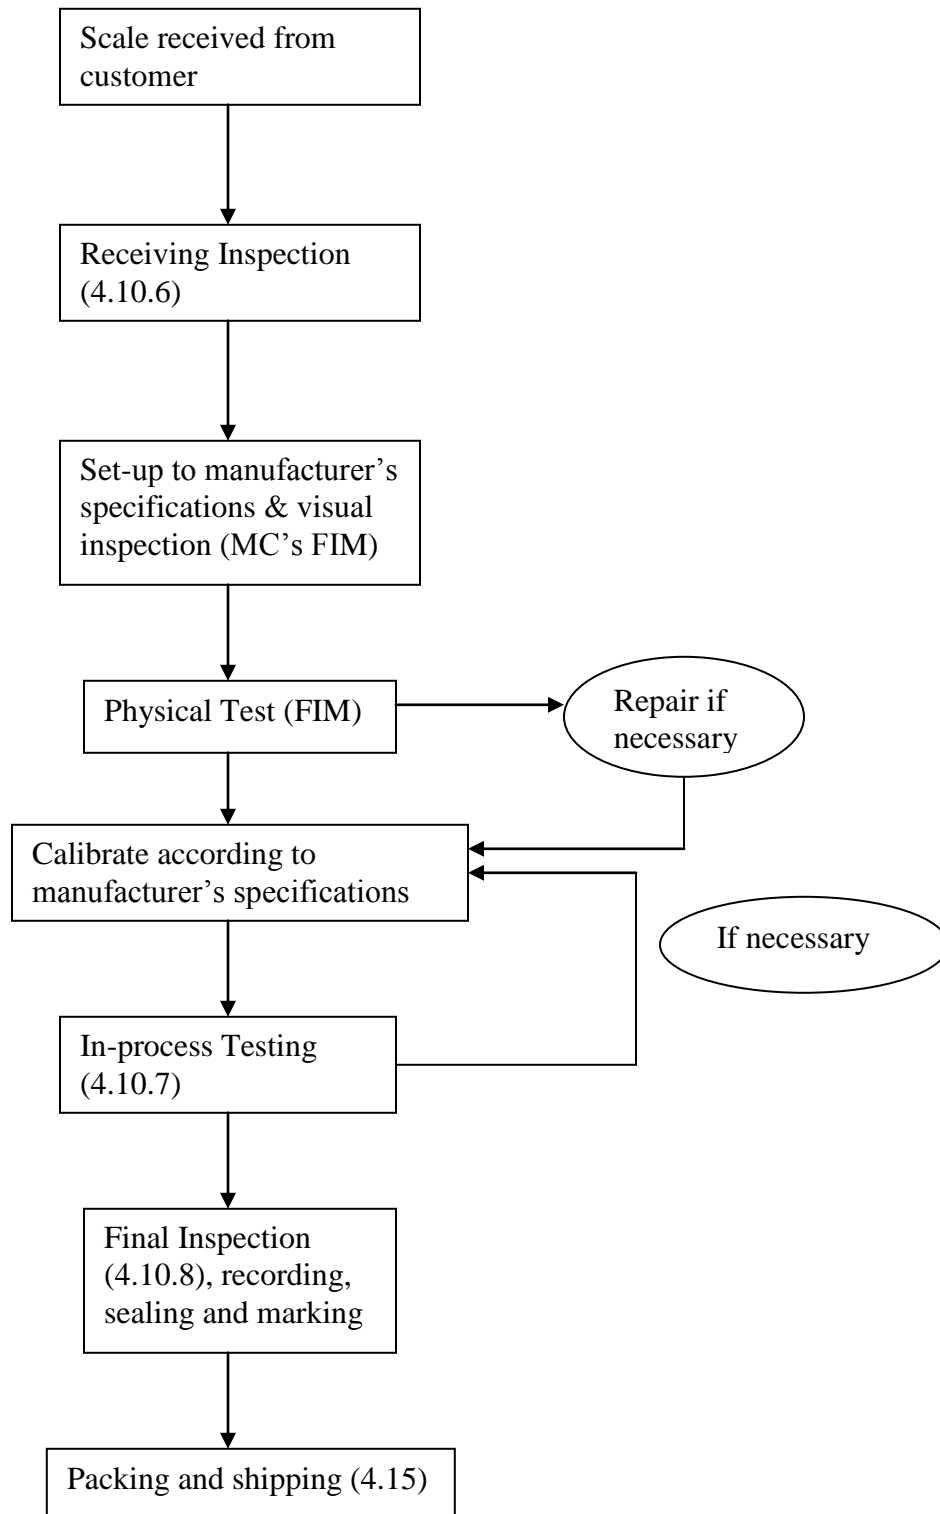 Scale received from
customer
Receiving Inspection
(4.10.6)
Set-up to manufacturer’s
specifications & visual
inspection (MC’s FIM)
Physical Test (FIM)
Repair if
necessary
Calibrate according to
manufacturer’s specifications
If necessary
In-process Testing
(4.10.7)
Final Inspection
(4.10.8), recording,
sealing and marking
Packing and shipping (4.15)